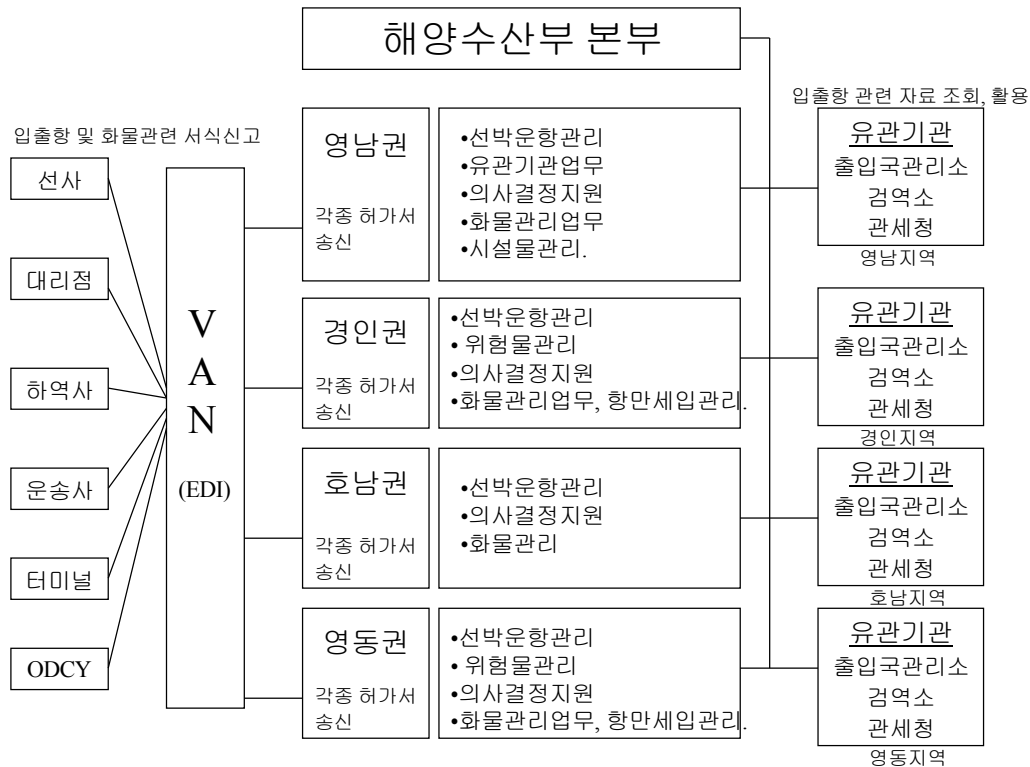 해양수산부 본부
입출항 및 화물관련 서식신고
선사
대리점
하역사
운송사
터미널
ODCY
V
A
N
(EDI)
영남권
각종 허가서
송신
•선박운항관리
•유관기관업무
•의사결정지원
•화물관리업무
•시설물관리.
경인권
각종 허가서
송신
•선박운항관리
• 위험물관리
•의사결정지원
•화물관리업무, 항만세입관리.
호남권
각종 허가서
송신
•선박운항관리
•의사결정지원
•화물관리
영동권
각종 허가서
송신
•선박운항관리
• 위험물관리
•의사결정지원
•화물관리업무, 항만세입관리.
입출항 관련 자료 조회, 활용
유관기관
출입국관리소
검역소
관세청
영남지역
유관기관
출입국관리소
검역소
관세청
경인지역
유관기관
출입국관리소
검역소
관세청
호남지역
유관기관
출입국관리소
검역소
관세청
영동지역